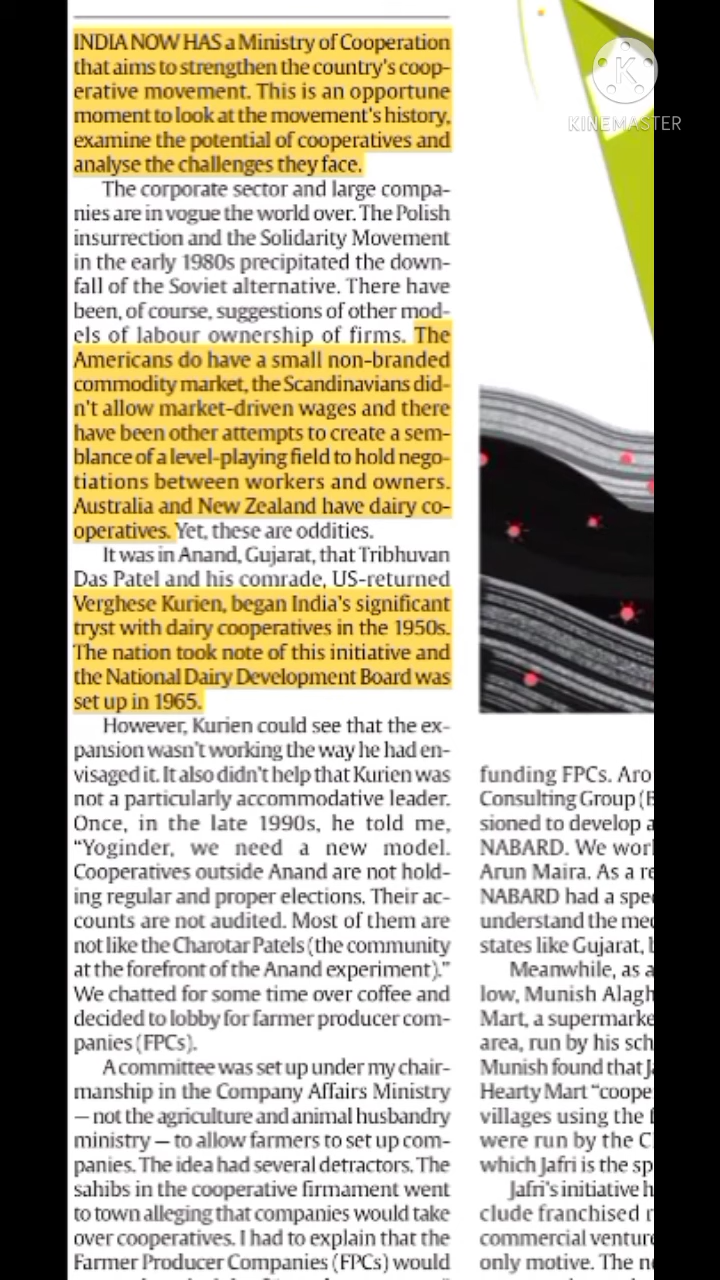 KINEMASTER
INDIA NOW HAS a Ministry of Cooperation
that aims to strengthen the country's coop-
erative movement. This is an opportune
moment to look at the movement's history,
examine the potential of cooperatives and
analyse the challenges they face.
The corporate sector and large compa-
nies are in vogue the world over. The Polish
insurrection and the Solidarity Movement
in the early 1980s precipitated the down-
fall of the Soviet alternative. There have
been, of course, suggestions of other mod-
els of labour ownership of firms. The
Americans do have a small non-branded
commodity market, the Scandinavians did-
n't allow market-driven wages and there
have been other attempts to create a sem-
blance of a level-playing field to hold nego-
tiations between workers and owners.
Australia and New Zealand have dairy co-
operatives. Yet, these are oddities.
It was in Anand, Gujarat, that Tribhuvan
Das Patel and his comrade, US-returned
Verghese Kurien, began India's significant
tryst with dairy cooperatives in the 1950s.
The nation took note of this initiative and
the National Dairy Development Board was
set up in 1965.
However, Kurien could see that the ex-
pansion wasn't working the way he had en-
visaged it. It also didn't help that Kurien was
not a particularly accommodative leader.
Once, in the late 1990s, he told me,
“Yoginder, we need a new model.
Cooperatives outside Anand are not hold-
ing regular and proper elections. Their ac-
counts are not audited. Most of them are
not like the Charotar Patels (the community
at the forefront of the Anand experiment).”
We chatted for some time over coffee and
decided to lobby for farmer producer com-
panies (FPCs).
A committee was set up under my chair-
manship in the Company Affairs Ministry
— not the agriculture and animal husbandry
ministry — to allow farmers to set up com-
panies. The idea had several detractors. The
sahibs in the cooperative firmament went
to town alleging that companies would take
over cooperatives. I had to explain that the
Farmer Producer Companies (FPCs) would
funding FPCs. Aro
Consulting Group (B
sioned to develop a
NABARD. We wor
Arun Maira. As a re
NABARD had a spe
understand the me
states like Gujarat,
Meanwhile, as a
low, Munish Alagh
Mart, a supermarke
area, run by his sch
Munish found that Ja
Hearty Mart “coope
villages using the
were run by the C
which Jafri is the sp
Jafri's initiative h
clude franchised r
commercial venture
only motive. The n